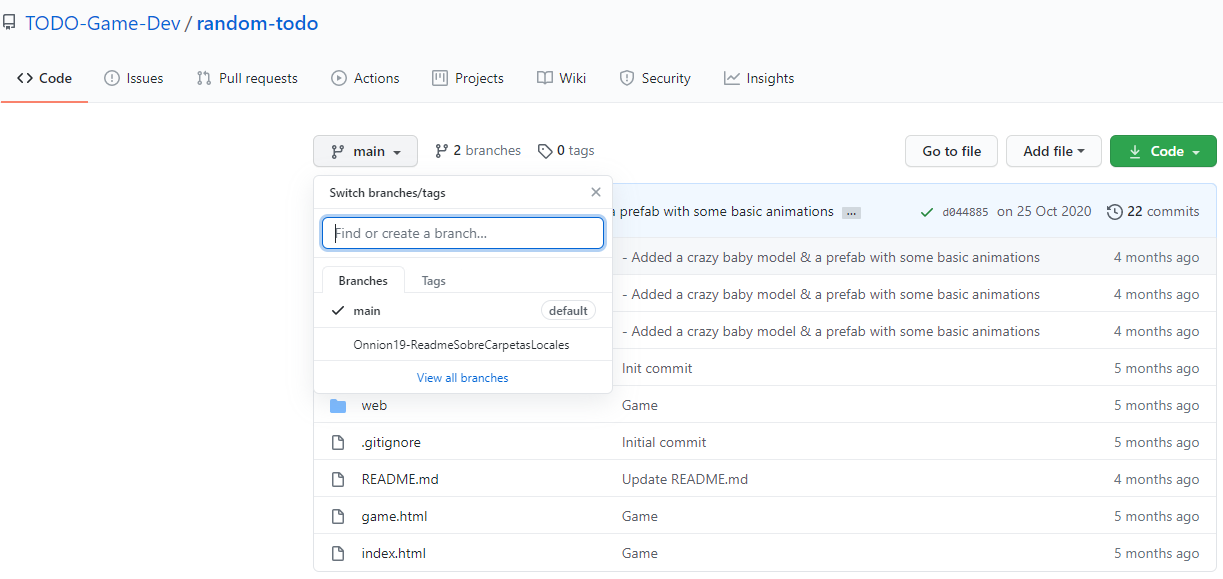 TODO-Game-Dev / random-todo
Code Issues Pull requests Actions Projects Wiki Security Insights
main 2 branches 0 tags Go to file Add file Code
Switch branches/tags
Find or create a branch...
Branches Tags
main default
Onnion19-ReadmeSobreCarpetasLocales
View all branches
a prefab with some basic animations ... d044885 on 25 Oct 2020 22 commits
- Added a crazy baby model & a prefab with some basic animations 4 months ago
- Added a crazy baby model & a prefab with some basic animations 4 months ago
- Added a crazy baby model & a prefab with some basic animations 4 months ago
Init commit 5 months ago
web Game 5 months ago
.gitignore Initial commit 5 months ago
README.md Update README.md 4 months ago
game.html Game 5 months ago
index.html Game 5 months ago